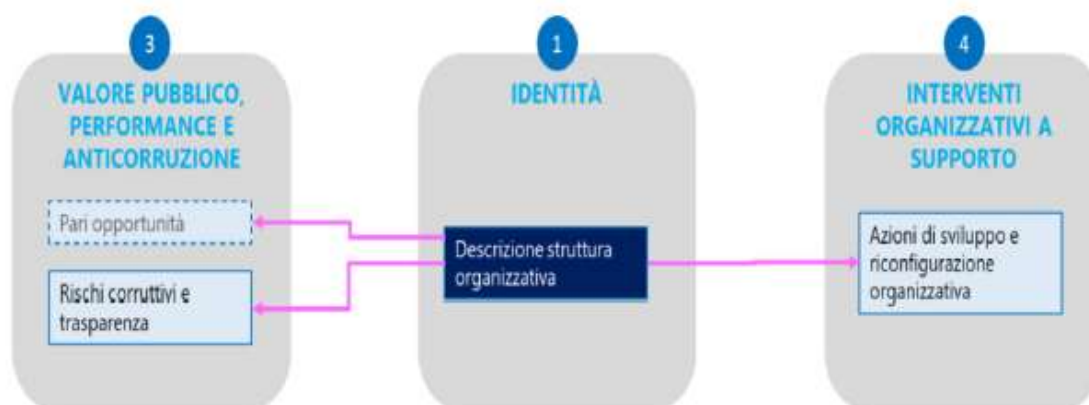 3
VALORE PUBBLICO,
PERFORMANCE E
ANTICORRUZIONE
Pari opportunità
Rischi corruttivi e
trasparenza
1
IDENTITÀ
Descrizione struttura
organizzativa
4
INTERVENTI
ORGANIZZATIVI A
SUPPORTO
Azioni di sviluppo e
riconfigurazione
organizzativa